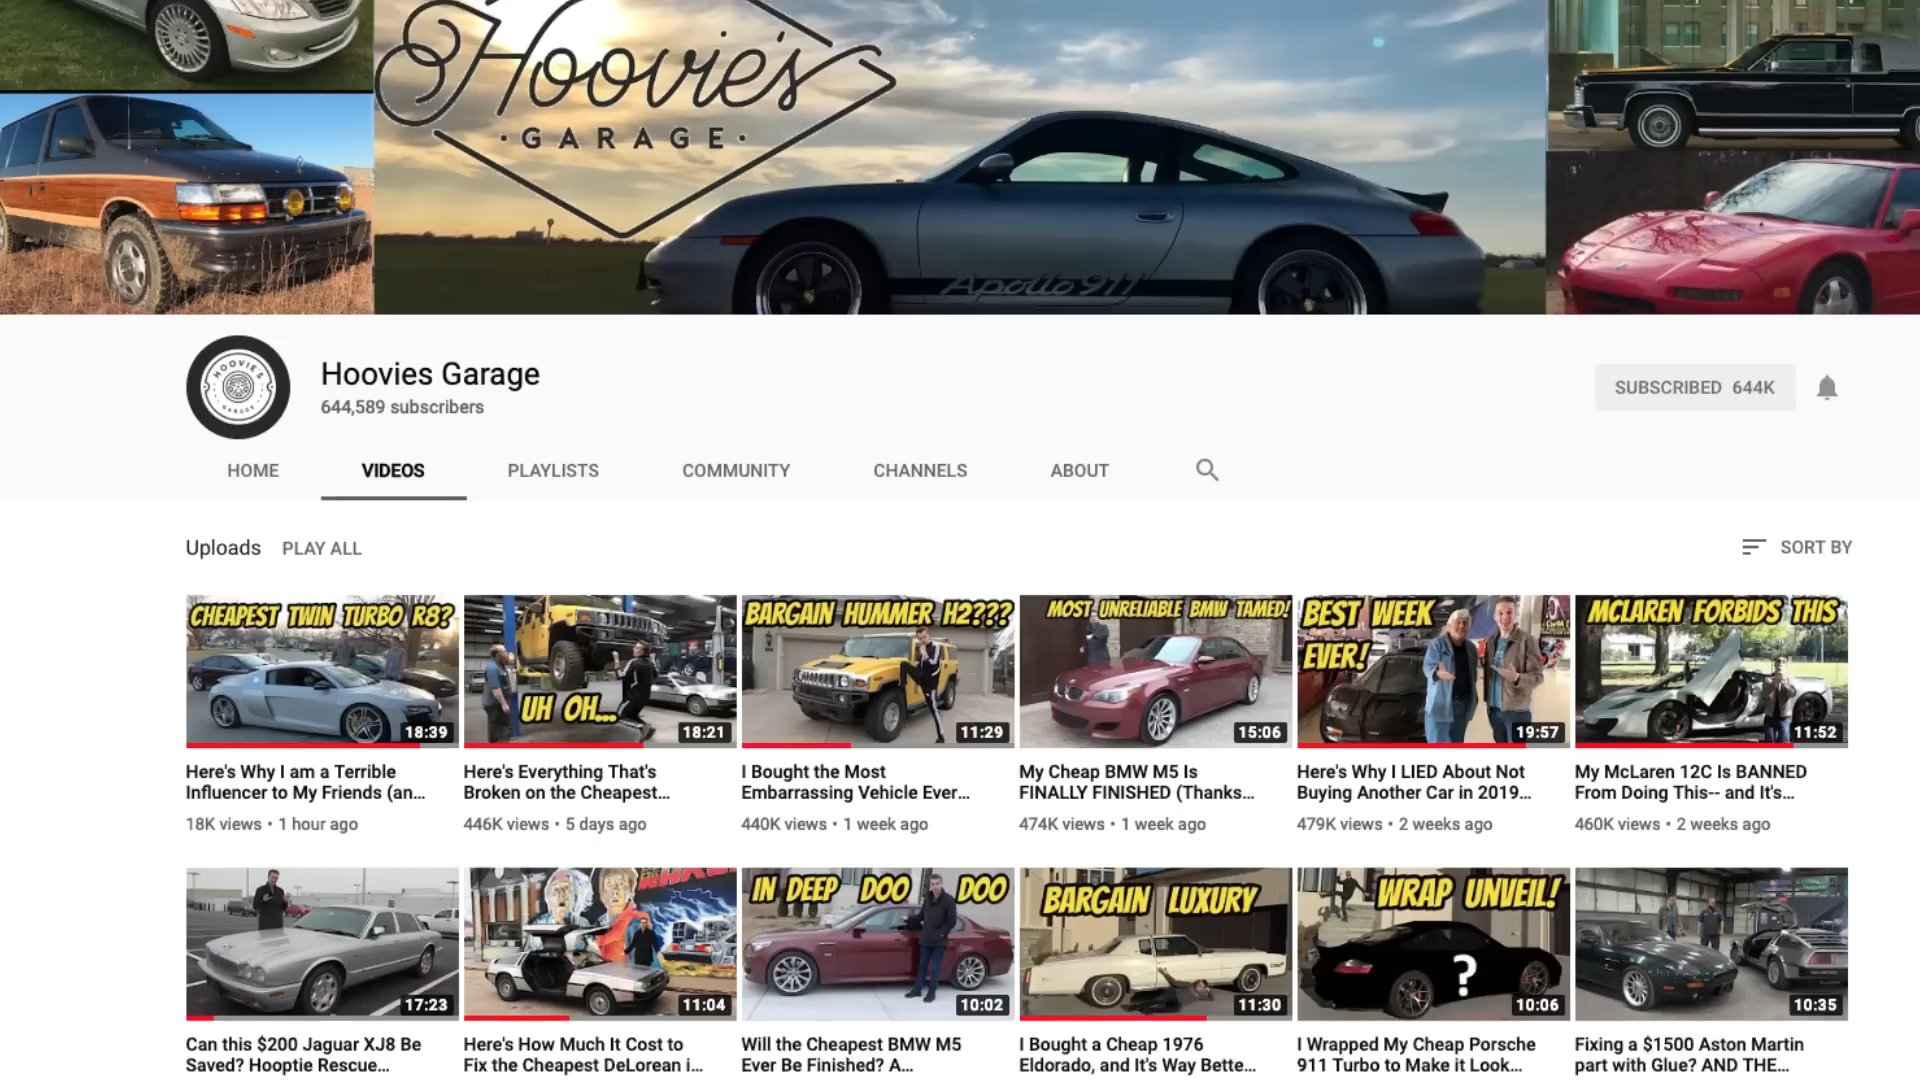 Hoovie's
·GARAGE·
Apollo 911
HOOVIE'S
GARAGE
Hoovies Garage
644,589 subscribers
SUBSCRIBED 644K
HOME VIDEOS PLAYLISTS COMMUNITY CHANNELS ABOUT
Uploads PLAY ALL
SORT BY
CHEAPEST TWIN TURBO R8?
18:39
UH OH...
18:21
BARGAIN HUMMER H2???
11:29
MOST UNRELIABLE BMW TAMED!
15:06
BEST WEEK
EVER!
19:57
MCLAREN FORBIDS THIS
11:52
Here's Why I am a Terrible
Influencer to My Friends (an...
18K views • 1 hour ago
Here's Everything That's
Broken on the Cheapest...
446K views • 5 days ago
I Bought the Most
Embarrassing Vehicle Ever...
440K views • 1 week ago
My Cheap BMW M5 Is
FINALLY FINISHED (Thanks...
474K views • 1 week ago
Here's Why I LIED About Not
Buying Another Car in 2019...
479K views • 2 weeks ago
My McLaren 12C Is BANNED
From Doing This-- and It's...
460K views • 2 weeks ago
17:23
11:04
IN DEEP DOO DOO
10:02
BARGAIN LUXURY
11:30
WRAP UNVEIL!
?
10:06
10:35
Can this $200 Jaguar XJ8 Be
Saved? Hooptie Rescue...
Here's How Much It Cost to
Fix the Cheapest DeLorean i...
Will the Cheapest BMW M5
Ever Be Finished? A...
I Bought a Cheap 1976
Eldorado, and It's Way Bette...
I Wrapped My Cheap Porsche
911 Turbo to Make it Look...
Fixing a $1500 Aston Martin
part with Glue? AND THE...